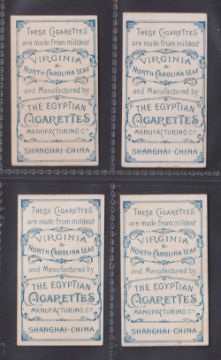 THESE CIGARETTES
are made from mildest
VIRGINIA
&
NORTH CAROLINA LEAF
and Manufactured by
THE EGYPTIAN
CIGARETTES
MANUFACTURING Co
SHANGHAI-CHINA
THESE CIGARETTES
are made from mildest
VIRGINIA
&
NORTH CAROLINA LEAF
and Manufactured by
THE EGYPTIAN
CIGARETTES
MANUFACTURING Co
SHANGHAI-CHINA
THESE CIGARETTES
are made from mildest
VIRGINIA
&
NORTH CAROLINA LEAF
and Manufactured by
THE EGYPTIAN
CIGARETTES
MANUFACTURING Co
SHANGHAI-CHINA
THESE CIGARETTES
are made from mildest
VIRGINIA
&
NORTH CAROLINA LEAF
and Manufactured by
THE EGYPTIAN
CIGARETTES
MANUFACTURING Co
SHANGHAI-CHINA